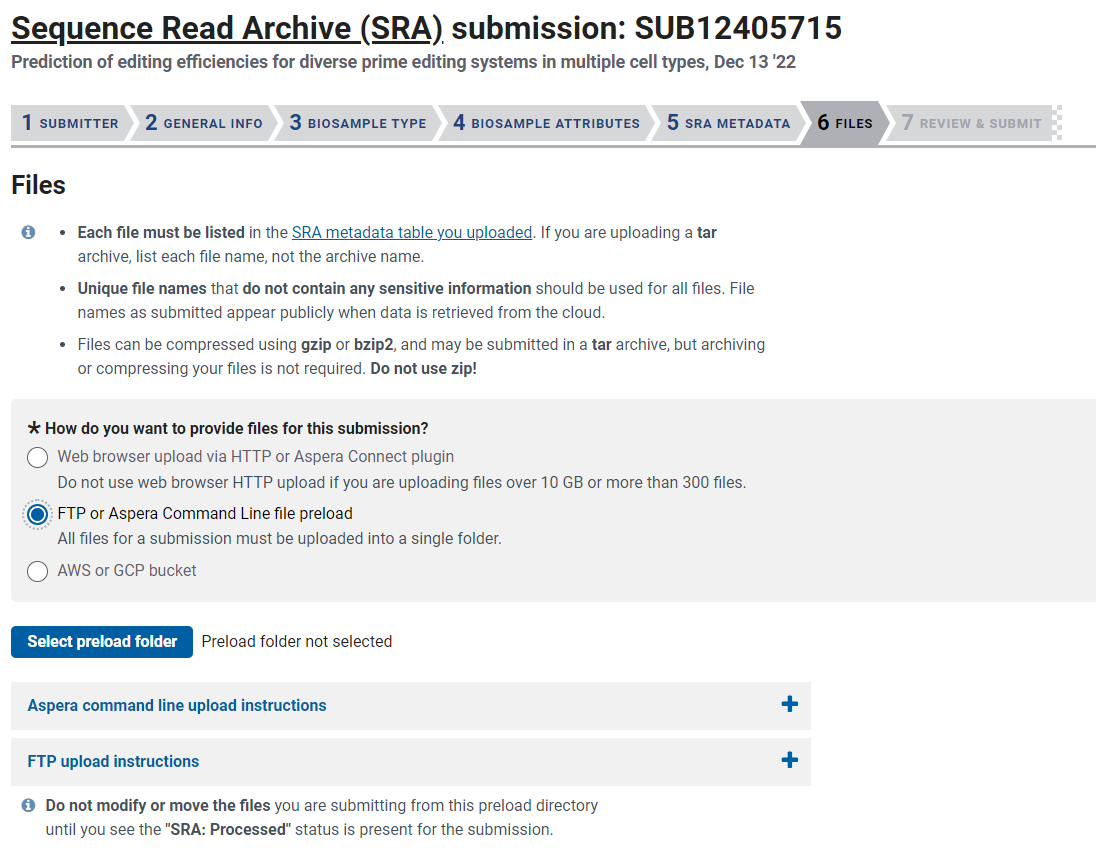 Sequence Read Archive (SRA) submission: SUB12405715
Prediction of editing efficiencies for diverse prime editing systems in multiple cell types, Dec 13 '22
1 SUBMITTER 2 GENERAL INFO 3 BIOSAMPLE TYPE 4 BIOSAMPLE ATTRIBUTES 5 SRA METADATA 6 FILES 7 REVIEW & SUBMIT
Files
• Each file must be listed in the SRA metadata table you uploaded. If you are uploading a tar
archive, list each file name, not the archive name.
• Unique file names that do not contain any sensitive information should be used for all files. File
names as submitted appear publicly when data is retrieved from the cloud.
• Files can be compressed using gzip or bzip2, and may be submitted in a tar archive, but archiving
or compressing your files is not required. Do not use zip!
* How do you want to provide files for this submission?
Web browser upload via HTTP or Aspera Connect plugin
Do not use web browser HTTP upload if you are uploading files over 10 GB or more than 300 files.
FTP or Aspera Command Line file preload
All files for a submission must be uploaded into a single folder.
AWS or GCP bucket
Select preload folder Preload folder not selected
Aspera command line upload instructions +
FTP upload instructions +
Do not modify or move the files you are submitting from this preload directory
until you see the "SRA: Processed" status is present for the submission.